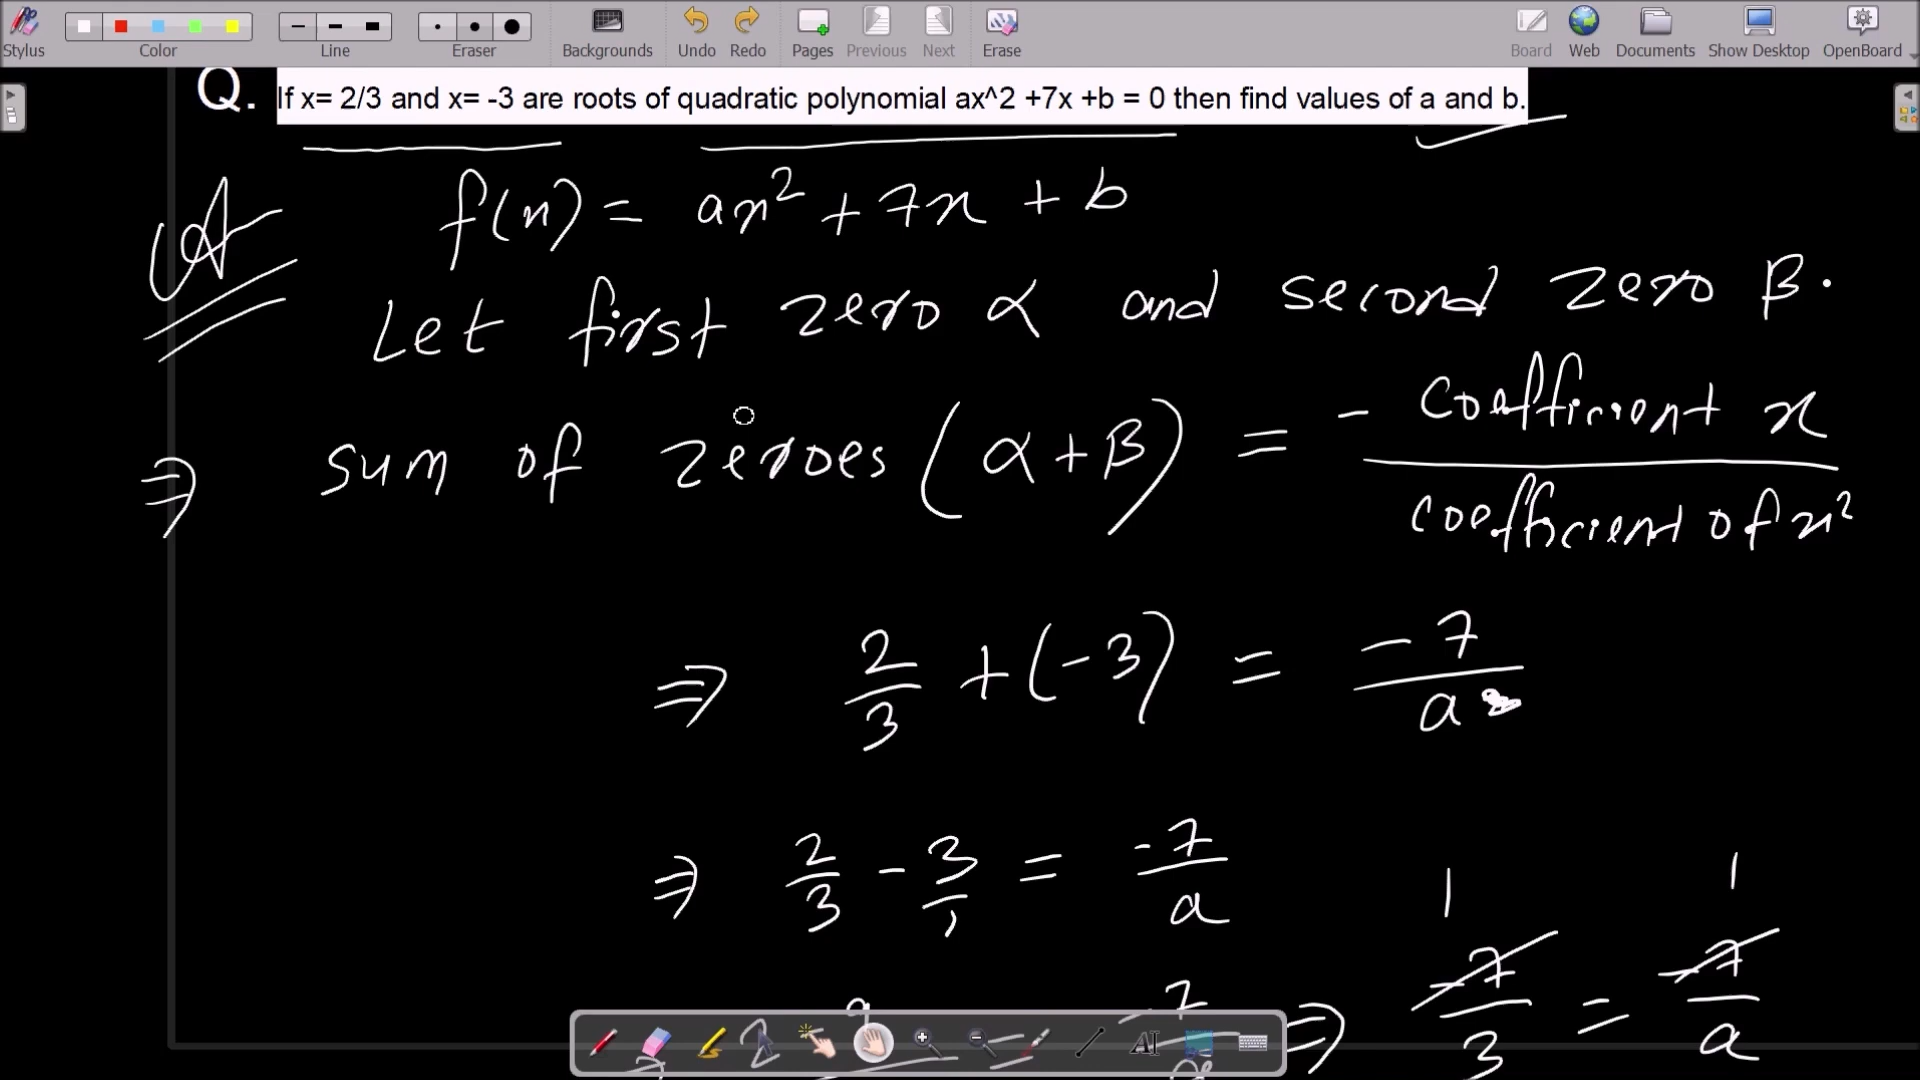 Stylus Color Line Eraser Backgrounds Undo Redo Pages Previous Next Erase Board Web Documents Show Desktop OpenBoard
Q. If x= 2/3 and x= -3 are roots of quadratic polynomial ax^2 +7x +b = 0 then find values of a and b.
f(x) = ax² + 7x + b
Let first zero α and second zero β.
⇒ sum of zeroes (α + β) = - coefficient x / coefficient of x²
⇒ 2/3 + (-3) = -7/a
⇒ 2/3 - 3/1 = -7/a
⇒ -7/3 = -7/a
1 1